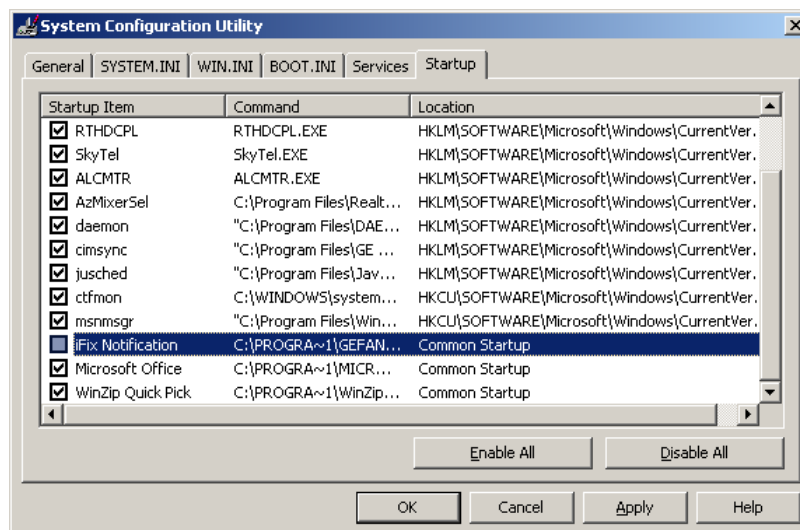 System Configuration Utility
General SYSTEM.INI WIN.INI BOOT.INI Services Startup
Startup Item Command Location
RTHDCPL RTHDCPL.EXE HKLM\SOFTWARE\Microsoft\Windows\CurrentVer.
SkyTel SkyTel.EXE HKLM\SOFTWARE\Microsoft\Windows\CurrentVer.
ALCMTR ALCMTR.EXE HKLM\SOFTWARE\Microsoft\Windows\CurrentVer.
AzMixerSel C:\Program Files\Realt... HKLM\SOFTWARE\Microsoft\Windows\CurrentVer.
daemon "C:\Program Files\DAE... HKLM\SOFTWARE\Microsoft\Windows\CurrentVer.
cimsync "C:\Program Files\GE ... HKLM\SOFTWARE\Microsoft\Windows\CurrentVer.
jusched "C:\Program Files\Jav... HKLM\SOFTWARE\Microsoft\Windows\CurrentVer.
ctfmon C:\WINDOWS\system... HKCU\SOFTWARE\Microsoft\Windows\CurrentVer.
msnmsgr "C:\Program Files\Win... HKCU\SOFTWARE\Microsoft\Windows\CurrentVer.
iFix Notification C:\PROGRA~1\GEFAN... Common Startup
Microsoft Office C:\PROGRA~1\MICR... Common Startup
WinZip Quick Pick C:\PROGRA~1\WinZip... Common Startup
Enable All Disable All
OK Cancel Apply Help